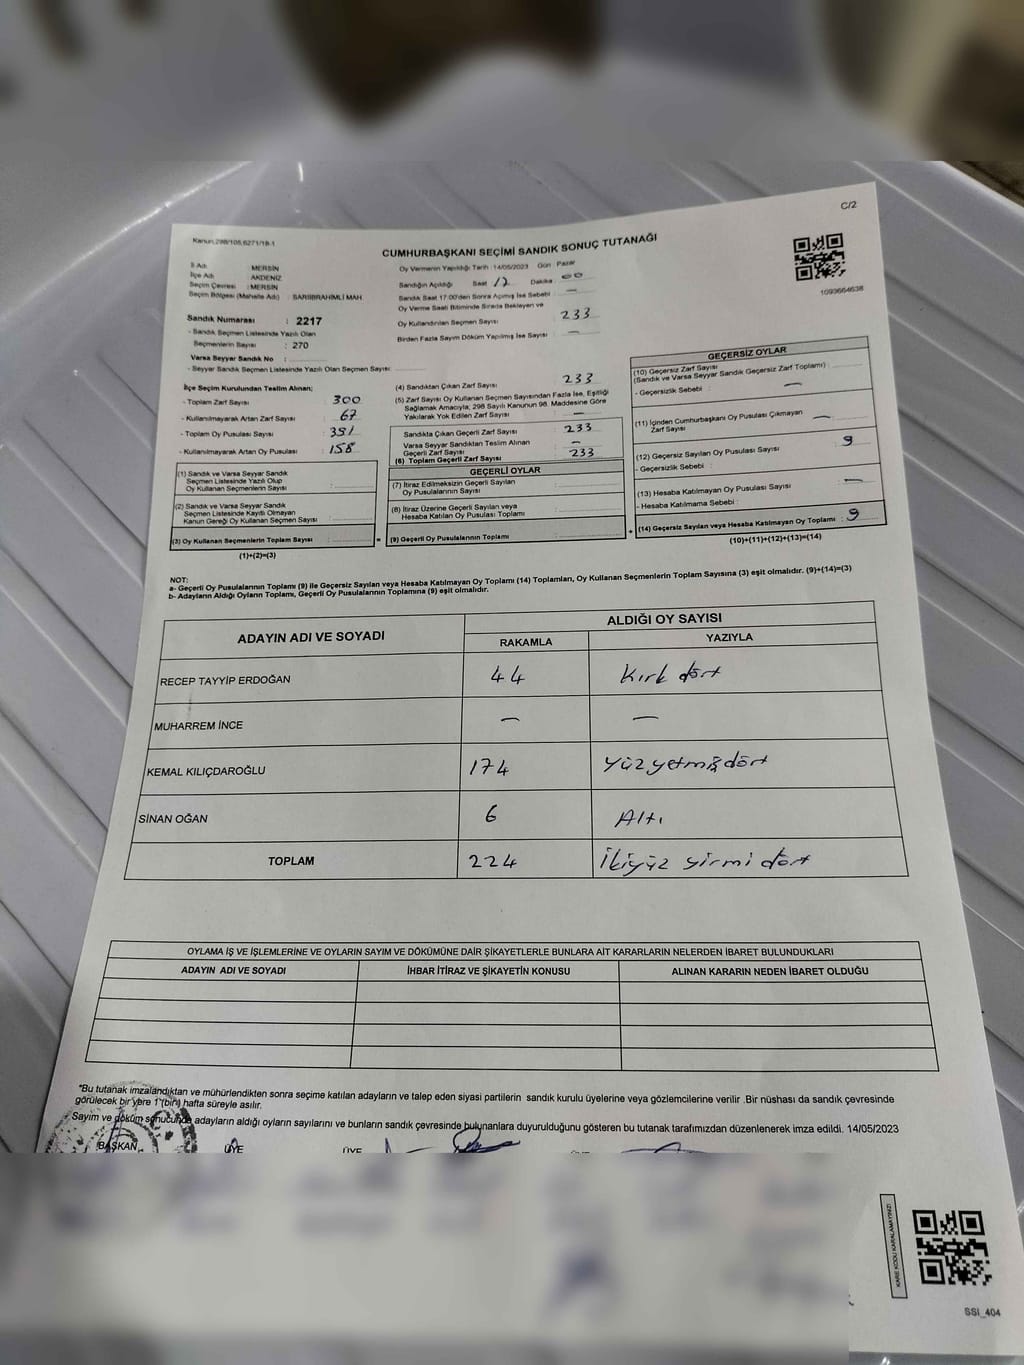 C/2
Kanun,298/105,6271/18-1
CUMHURBAŞKANI SEÇİMİ SANDIK SONUÇ TUTANAĞI
1093664638
İl Adı : MERSİN
İlçe Adı : AKDENİZ
Seçim Çevresi : MERSİN
Seçim Bölgesi (Mahalle Adı) : SARIİBRAHİMLİ MAH.
Sandık Numarası : 2217
- Sandık Seçmen Listesinde Yazılı Olan
Seçmenlerin Sayısı : 270
Varsa Seyyar Sandık No :
- Seyyar Sandık Seçmen Listesinde Yazılı Olan Seçmen Sayısı:
Oy Vermenin Yapıldığı Tarih :14/05/2023 Gün : Pazar
Sandığın Açıldığı Saat 17 Dakika 00
Sandık Saat 17:00'den Sonra Açılmış İse Sebebi : —
Oy Verme Saati Bitiminde Sırada Bekleyen ve
Oy Kullandırılan Seçmen Sayısı : 233
Birden Fazla Sayım Döküm Yapılmış İse Sayısı : —
İlçe Seçim Kurulundan Teslim Alınan;
- Toplam Zarf Sayısı : 300
- Kullanılmayarak Artan Zarf Sayısı : 67
- Toplam Oy Pusulası Sayısı : 391
- Kullanılmayarak Artan Oy Pusulası : 158
(1) Sandık ve Varsa Seyyar Sandık
Seçmen Listesinde Yazılı Olup
Oy Kullanan Seçmenlerin Sayısı :
(2) Sandık ve Varsa Seyyar Sandık
Seçmen Listesinde Kayıtlı Olmayan
Kanun Gereği Oy Kullanan Seçmen Sayısı :
(3) Oy Kullanan Seçmenlerin Toplam Sayısı :
(1)+(2)=(3)
=
(4) Sandıktan Çıkan Zarf Sayısı : 233
(5) Zarf Sayısı Oy Kullanan Seçmen Sayısından Fazla İse, Eşitliği
Sağlamak Amacıyla; 298 Sayılı Kanunun 98. Maddesine Göre
Yakılarak Yok Edilen Zarf Sayısı : —
Sandıkta Çıkan Geçerli Zarf Sayısı : 233
Varsa Seyyar Sandıktan Teslim Alınan
Geçerli Zarf Sayısı : —
(6) Toplam Geçerli Zarf Sayısı : 233
GEÇERLİ OYLAR
(7) İtiraz Edilmeksizin Geçerli Sayılan
Oy Pusulalarının Sayısı :
(8) İtiraz Üzerine Geçerli Sayılan veya
Hesaba Katılan Oy Pusulası Toplamı :
(9) Geçerli Oy Pusulalarının Toplamı :
+
GEÇERSİZ OYLAR
(10) Geçersiz Zarf Sayısı
(Sandık ve Varsa Seyyar Sandık Geçersiz Zarf Toplamı) :
- Geçersizlik Sebebi : —
(11) İçinden Cumhurbaşkanı Oy Pusulası Çıkmayan
Zarf Sayısı : —
(12) Geçersiz Sayılan Oy Pusulası Sayısı : 9
- Geçersizlik Sebebi :
(13) Hesaba Katılmayan Oy Pusulası Sayısı : —
- Hesaba Katılmama Sebebi :
(14) Geçersiz Sayılan veya Hesaba Katılmayan Oy Toplamı : 9
(10)+(11)+(12)+(13)=(14)
NOT:
a- Geçerli Oy Pusulalarının Toplamı (9) ile Geçersiz Sayılan veya Hesaba Katılmayan Oy Toplamı (14) Toplamları, Oy Kullanan Seçmenlerin Toplam Sayısına (3) eşit olmalıdır. (9)+(14)=(3)
b- Adayların Aldığı Oyların Toplamı, Geçerli Oy Pusulalarının Toplamına (9) eşit olmalıdır.
ADAYIN ADI VE SOYADI ALDIĞI OY SAYISI
RAKAMLA YAZIYLA
RECEP TAYYİP ERDOĞAN 44 Kırk dört
MUHARREM İNCE — —
KEMAL KILIÇDAROĞLU 174 Yüzyetmişdört
SİNAN OĞAN 6 Altı
TOPLAM 224 İkiyüz yirmi dört
OYLAMA İŞ VE İŞLEMLERİNE VE OYLARIN SAYIM VE DÖKÜMÜNE DAİR ŞİKAYETLERLE BUNLARA AİT KARARLARIN NELERDEN İBARET BULUNDUKLARI
ADAYIN ADI VE SOYADI İHBAR İTİRAZ VE ŞİKAYETİN KONUSU ALINAN KARARIN NEDEN İBARET OLDUĞU
*Bu tutanak imzalandıktan ve mühürlendikten sonra seçime katılan adayların ve talep eden siyasi partilerin sandık kurulu üyelerine veya gözlemcilerine verilir .Bir nüshası da sandık çevresinde
görülecek bir yere 1 (bir) hafta süreyle asılır.
Sayım ve döküm sonucunda adayların aldığı oyların sayılarını ve bunların sandık çevresinde bulunanlara duyurulduğunu gösteren bu tutanak tarafımızdan düzenlenerek imza edildi. 14/05/2023
BAŞKAN ÜYE ÜYE
KARE KODU KARALAMAYINIZ!
SSI_404